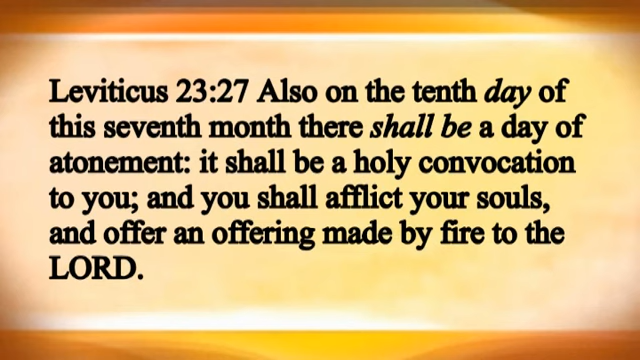 Leviticus 23:27 Also on the tenth day of
this seventh month there shall be a day of
atonement: it shall be a holy convocation
to you; and you shall afflict your souls,
and offer an offering made by fire to the
LORD.